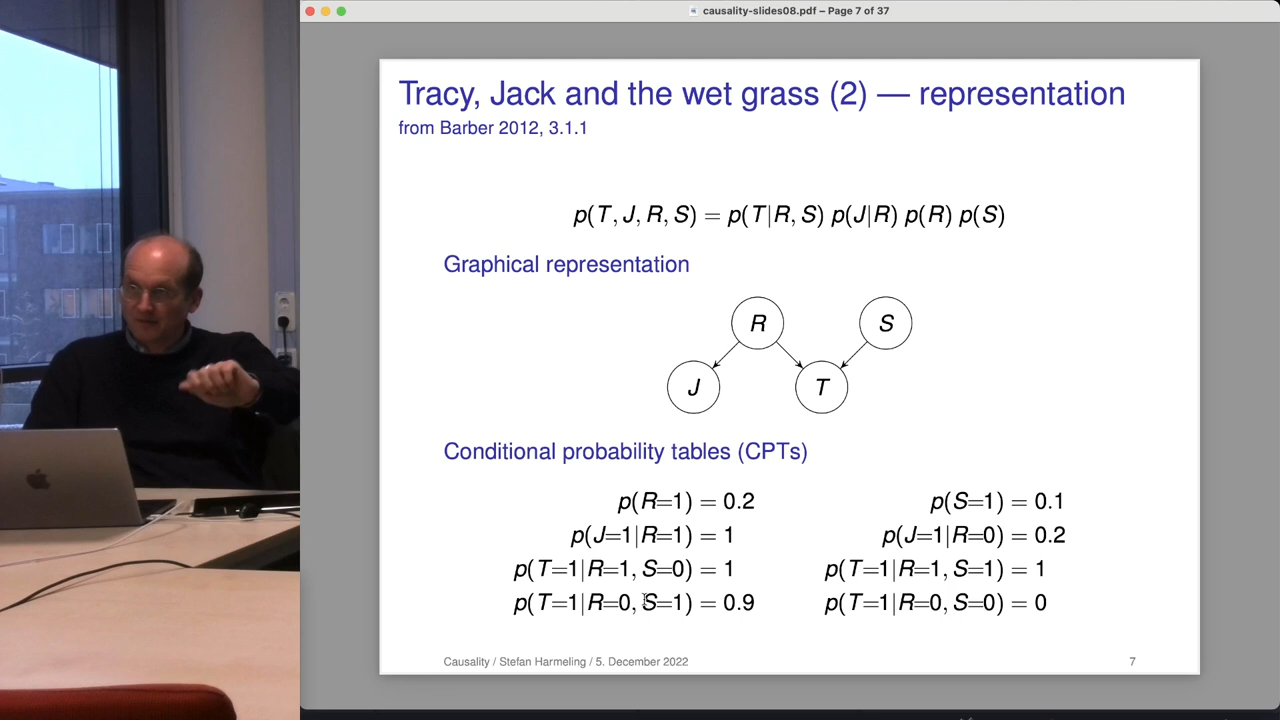 causality-slides08.pdf – Page 7 of 37
Tracy, Jack and the wet grass (2) — representation
from Barber 2012, 3.1.1
p(T, J, R, S) = p(T|R, S) p(J|R) p(R) p(S)
Graphical representation
R S
J T
Conditional probability tables (CPTs)
p(R=1) = 0.2 p(S=1) = 0.1
p(J=1|R=1) = 1 p(J=1|R=0) = 0.2
p(T=1|R=1, S=0) = 1 p(T=1|R=1, S=1) = 1
p(T=1|R=0, S=1) = 0.9 p(T=1|R=0, S=0) = 0
Causality / Stefan Harmeling / 5. December 2022 7